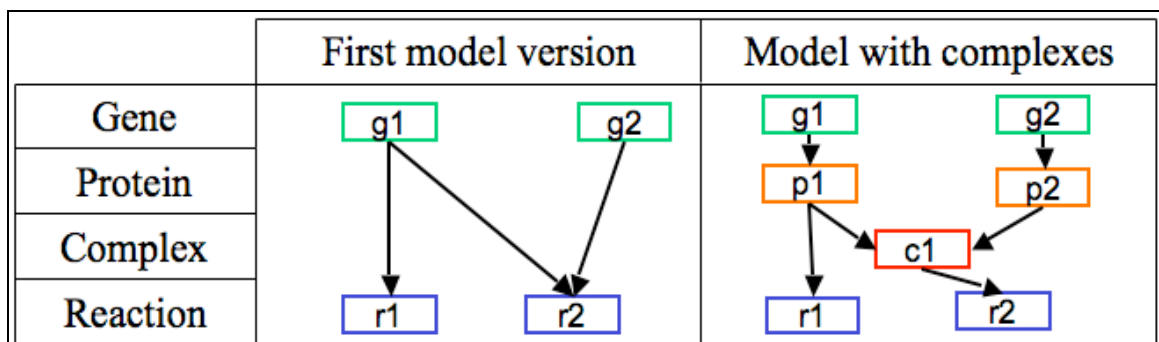 First model version Model with complexes
Gene g1 g2 g1 g2
Protein p1 p2
Complex c1
Reaction r1 r2 r1 r2